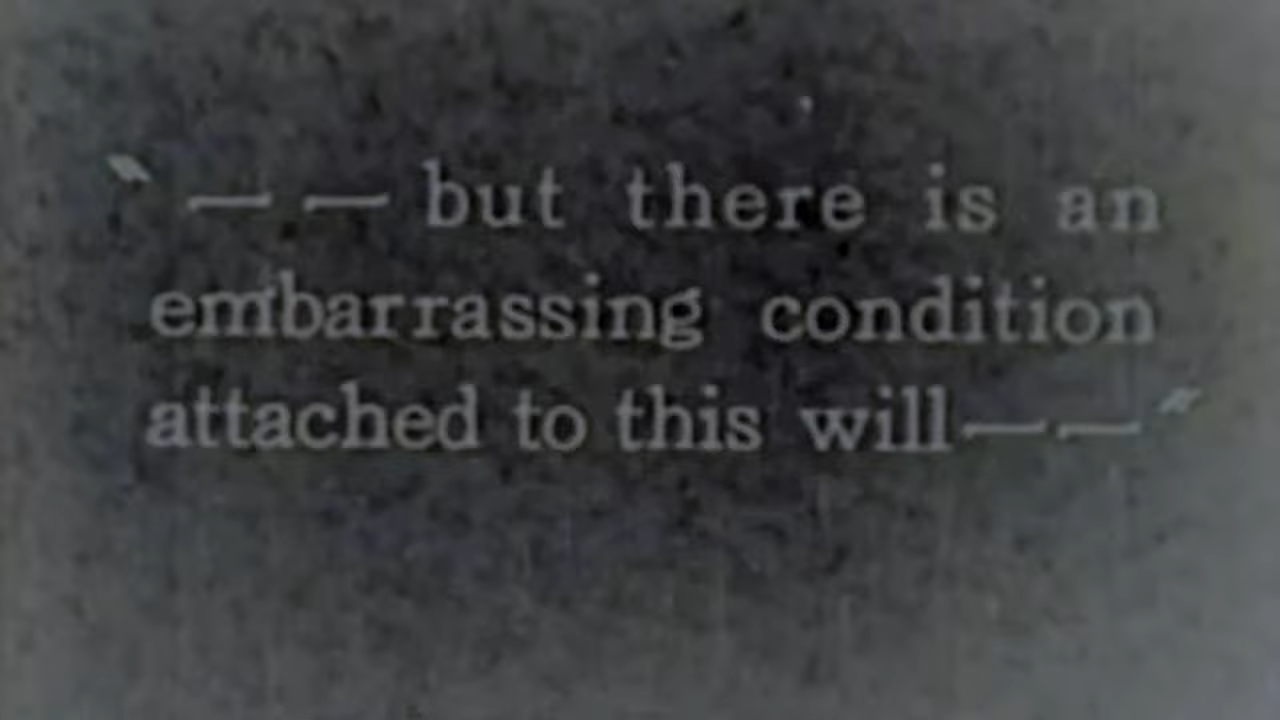 "— — but there is an
embarrassing condition
attached to this will— —"